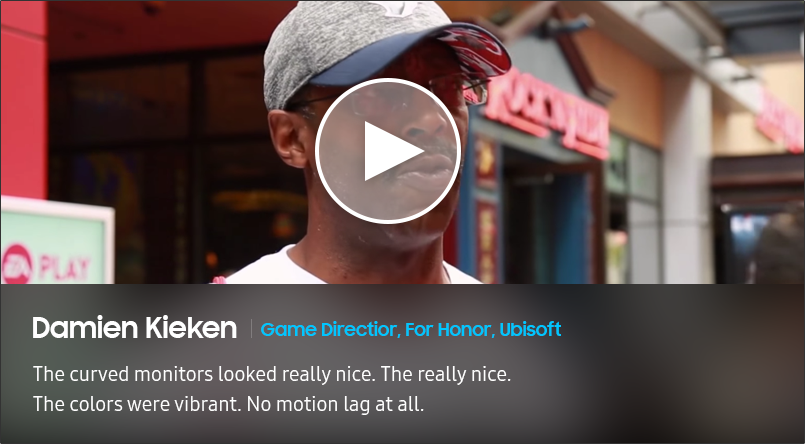 EA PLAY
Damien Kieken | Game Directior, For Honor, Ubisoft
The curved monitors looked really nice. The really nice.
The colors were vibrant. No motion lag at all.